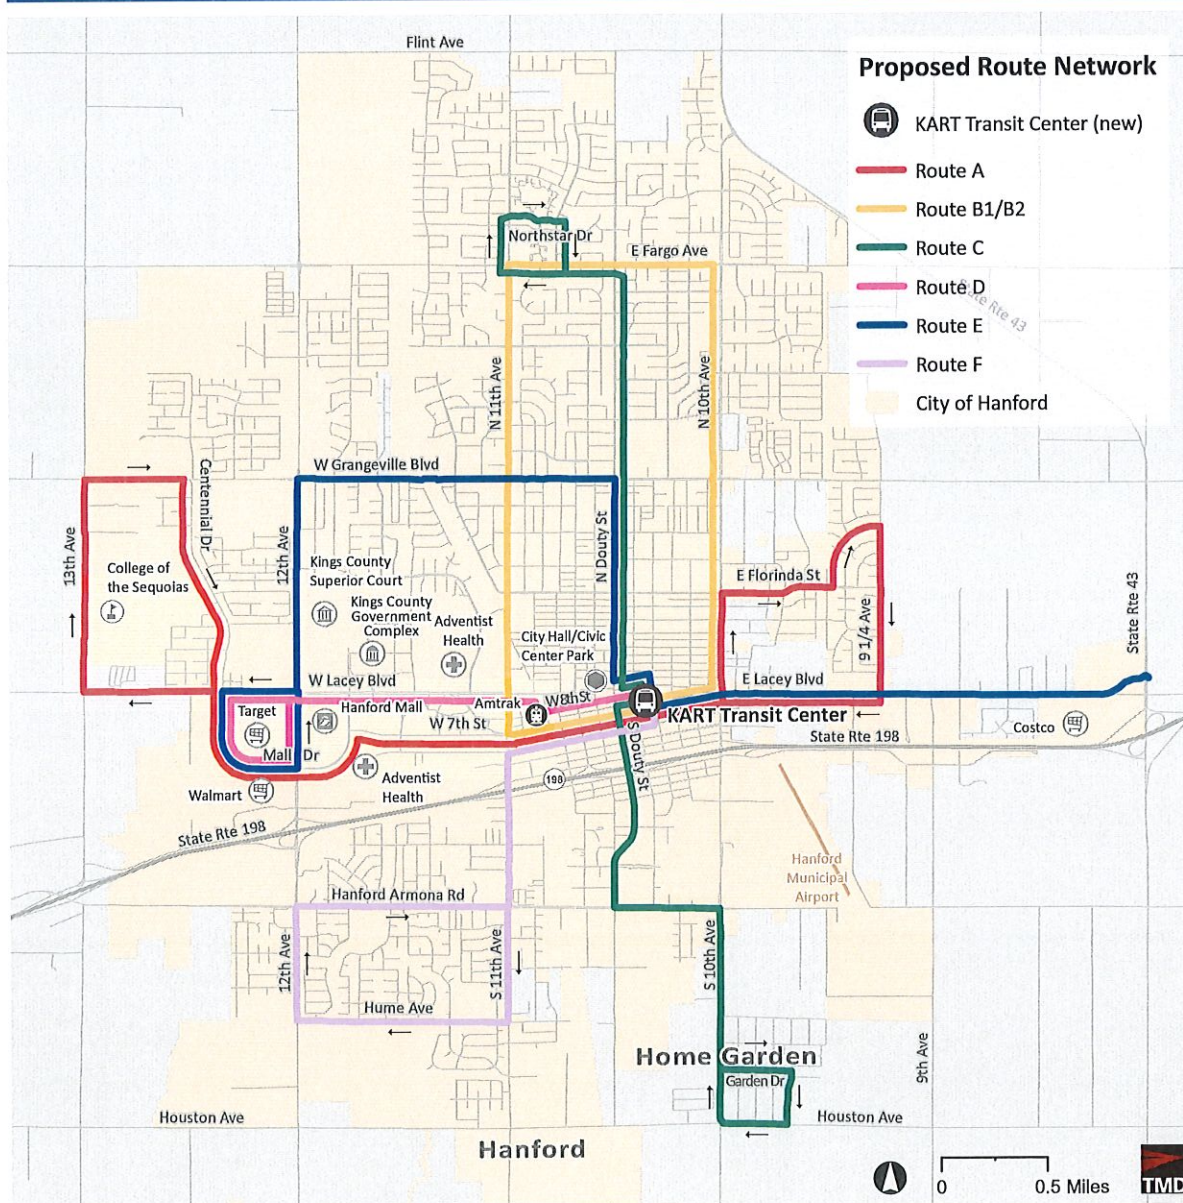 Flint Ave
Proposed Route Network
KART Transit Center (new)
Route A
Route B1/B2
Route C
Route D
Route E
Route F
City of Hanford
State Rte 43
Northstar Dr
E Fargo Ave
N 11th Ave
N 10th Ave
W Grangeville Blvd
Centennial Dr
13th Ave
12th Ave
N Douty St
College of
the Sequoias
Kings County
Superior Court
Kings County
Government
Complex
Adventist
Health
City Hall/Civic
Center Park
E Florinda St
9 1/4 Ave
State Rte 43
W Lacey Blvd
E Lacey Blvd
Target
Hanford Mall
Amtrak
W 8th St
W 7th St
KART Transit Center
Costco
State Rte 198
Mall Dr
S Douty St
Adventist
Health
198
Walmart
State Rte 198
Hanford
Municipal
Airport
Hanford Armona Rd
12th Ave
S 11th Ave
S 10th Ave
Hume Ave
9th Ave
Home Garden
Garden Dr
Houston Ave
Houston Ave
Hanford
0
0.5 Miles
TMD